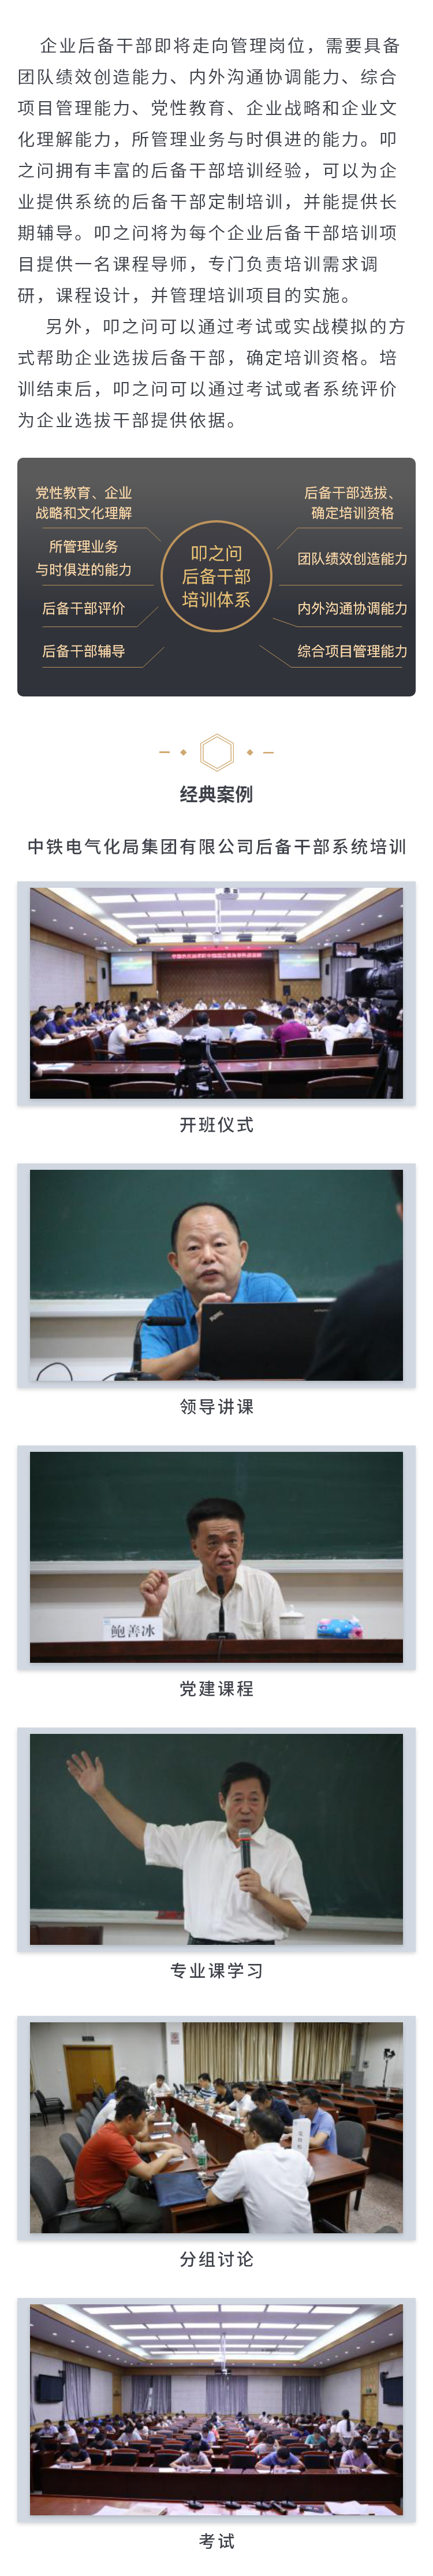 企业后备干部即将走向管理岗位，需要具备
团队绩效创造能力、内外沟通协调能力、综合
项目管理能力、党性教育、企业战略和企业文
化理解能力，所管理业务与时俱进的能力。叩
之问拥有丰富的后备干部培训经验，可以为企
业提供系统的后备干部定制培训，并能提供长
期辅导。叩之问将为每个企业后备干部培训项
目提供一名课程导师，专门负责培训需求调
研，课程设计，并管理培训项目的实施。
另外，叩之问可以通过考试或实战模拟的方
式帮助企业选拔后备干部，确定培训资格。培
训结束后，叩之问可以通过考试或者系统评价
为企业选拔干部提供依据。
党性教育、企业
战略和文化理解
所管理业务
与时俱进的能力
后备干部评价
后备干部辅导
叩之问
后备干部
培训体系
后备干部选拔、
确定培训资格
团队绩效创造能力
内外沟通协调能力
综合项目管理能力
经典案例
中铁电气化局集团有限公司后备干部系统培训
开班仪式
领导讲课
鲍善冰
党建课程
专业课学习
分组讨论
考试